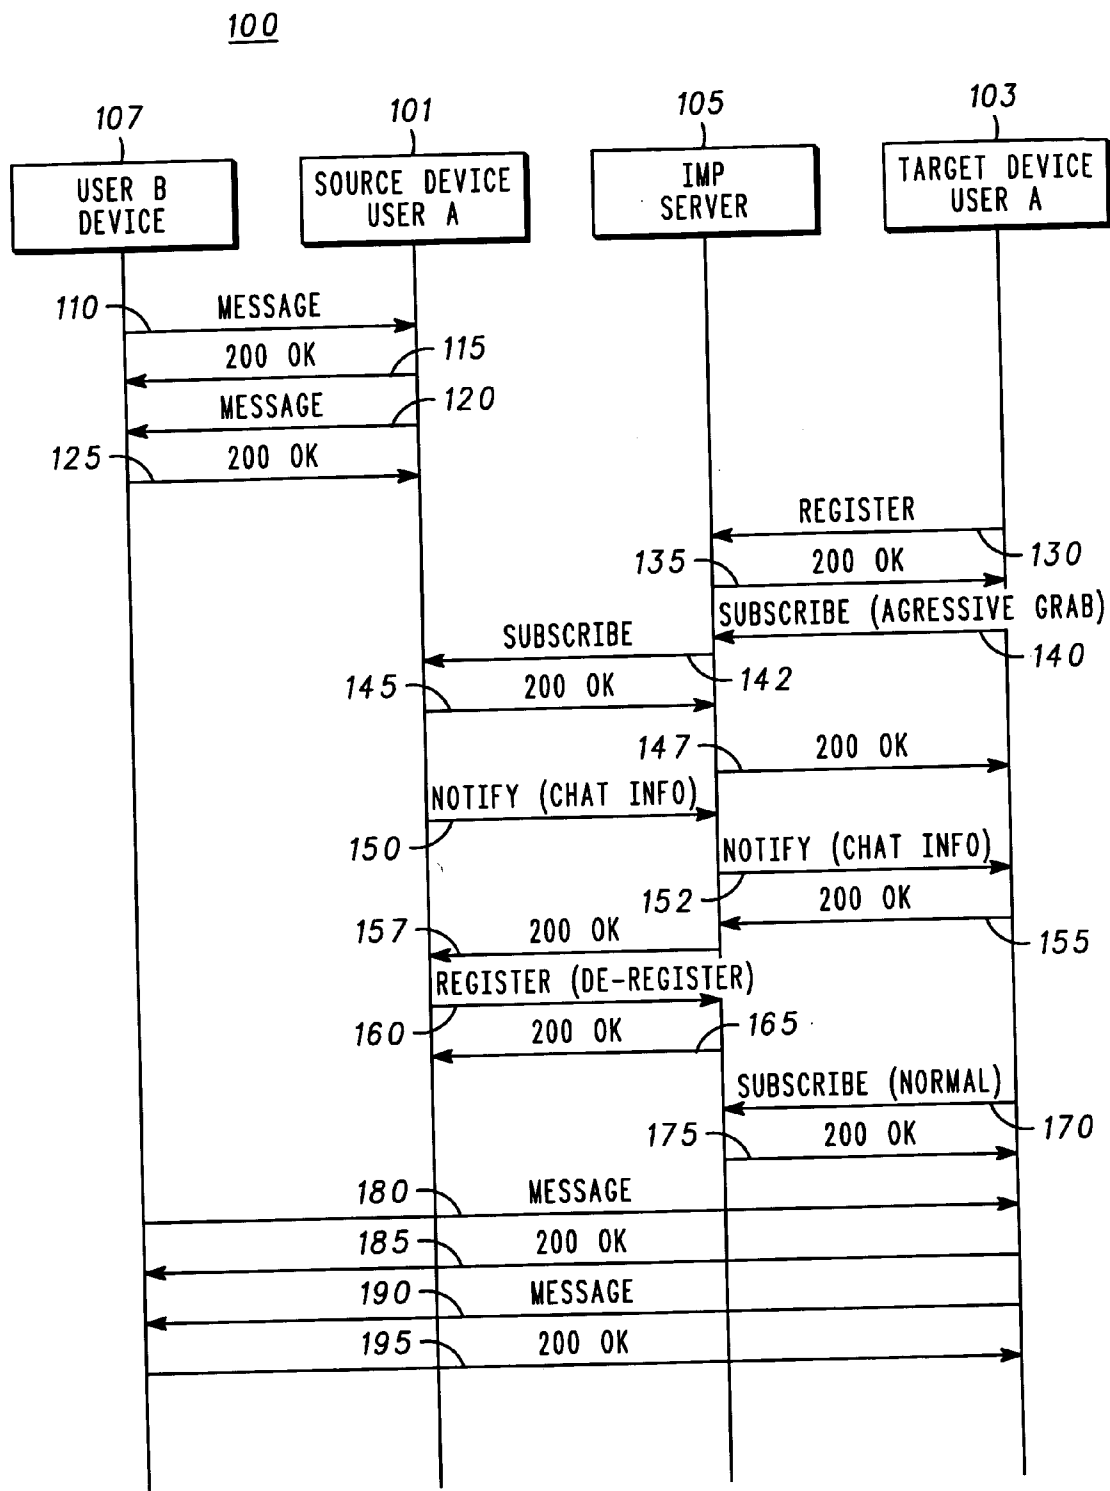 100
107
101
105
103
USER B
DEVICE
SOURCE DEVICE
USER A
IMP
SERVER
TARGET DEVICE
USER A
110
MESSAGE
200 OK
115
MESSAGE
120
125
200 OK
REGISTER
130
135
200 OK
SUBSCRIBE (AGRESSIVE GRAB)
140
SUBSCRIBE
142
145
200 OK
147
200 OK
NOTIFY (CHAT INFO)
150
NOTIFY (CHAT INFO)
152
200 OK
155
157
200 OK
REGISTER (DE-REGISTER)
160
200 OK
165
SUBSCRIBE (NORMAL)
170
175
200 OK
180
MESSAGE
185
200 OK
190
MESSAGE
195
200 OK